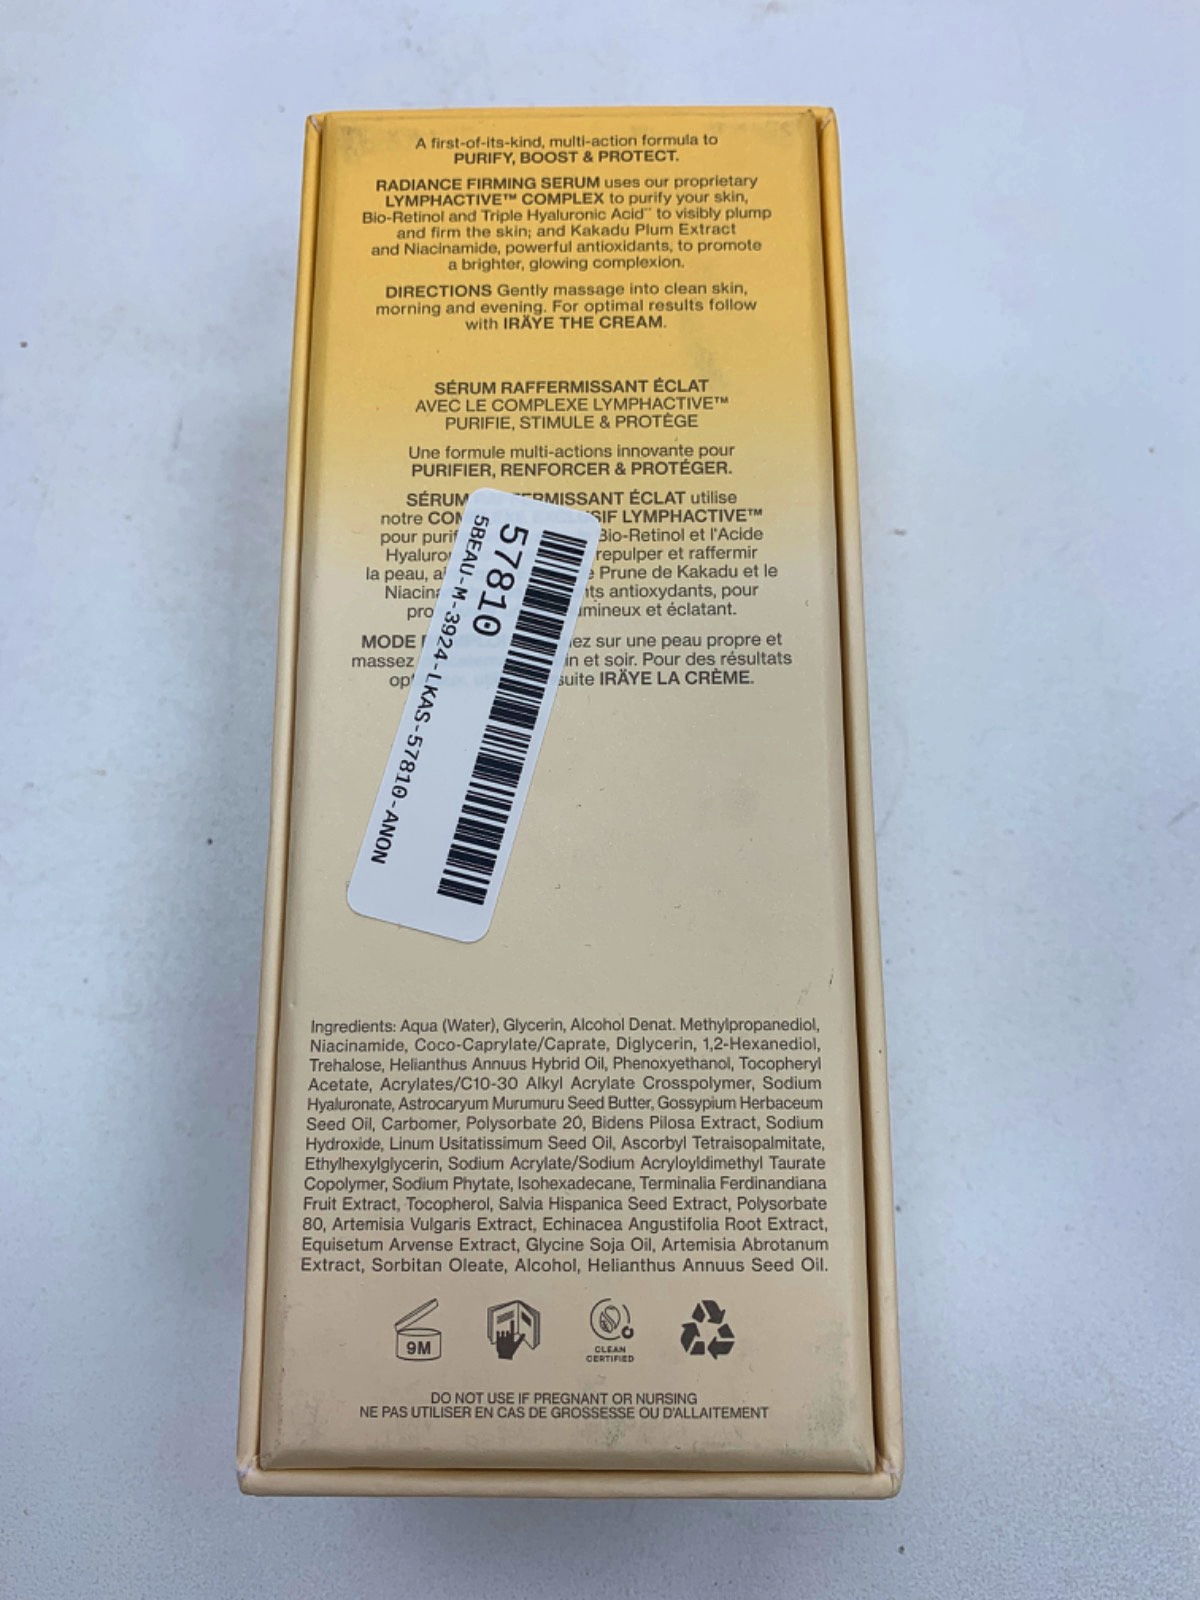 A first-of-its-kind, multi-action formula to
PURIFY, BOOST & PROTECT.
RADIANCE FIRMING SERUM uses our proprietary
LYMPHACTIVE™ COMPLEX to purify your skin,
Bio-Retinol and Triple Hyaluronic Acid¨ to visibly plump
and firm the skin; and Kakadu Plum Extract
and Niacinamide, powerful antioxidants, to promote
a brighter, glowing complexion.
DIRECTIONS Gently massage into clean skin,
morning and evening. For optimal results follow
with IRÄYE THE CREAM.
SÉRUM RAFFERMISSANT ÉCLAT
AVEC LE COMPLEXE LYMPHACTIVE™
PURIFIE, STIMULE & PROTÈGE
Une formule multi-actions innovante pour
PURIFIER, RENFORCER & PROTÉGER.
SÉRUM ERMISSANT ÉCLAT utilise
notre SIF LYMPHACTIVE™
pour Bio-Retinol et l'Acide
repulper et raffermir
la peau, Prune de Kakadu et le
antioxydants, pour
mineux et éclatant.
MODE ez sur une peau propre et
massez in et soir. Pour des résultats
suite IRÄYE LA CRÈME.
57810
5BEAU-M-3924-LKAS-57810-ANON
Ingredients: Aqua (Water), Glycerin, Alcohol Denat. Methylpropanediol,
Niacinamide, Coco-Caprylate/Caprate, Diglycerin, 1,2-Hexanediol,
Trehalose, Helianthus Annuus Hybrid Oil, Phenoxyethanol, Tocopheryl
Acetate, Acrylates/C10-30 Alkyl Acrylate Crosspolymer, Sodium
Hyaluronate, Astrocaryum Murumuru Seed Butter, Gossypium Herbaceum
Seed Oil, Carbomer, Polysorbate 20, Bidens Pilosa Extract, Sodium
Hydroxide, Linum Usitatissimum Seed Oil, Ascorbyl Tetraisopalmitate,
Ethylhexylglycerin, Sodium Acrylate/Sodium Acryloyldimethyl Taurate
Copolymer, Sodium Phytate, Isohexadecane, Terminalia Ferdinandiana
Fruit Extract, Tocopherol, Salvia Hispanica Seed Extract, Polysorbate
80, Artemisia Vulgaris Extract, Echinacea Angustifolia Root Extract,
Equisetum Arvense Extract, Glycine Soja Oil, Artemisia Abrotanum
Extract, Sorbitan Oleate, Alcohol, Helianthus Annuus Seed Oil.
9M
CLEAN
CERTIFIED
DO NOT USE IF PREGNANT OR NURSING
NE PAS UTILISER EN CAS DE GROSSESSE OU D'ALLAITEMENT